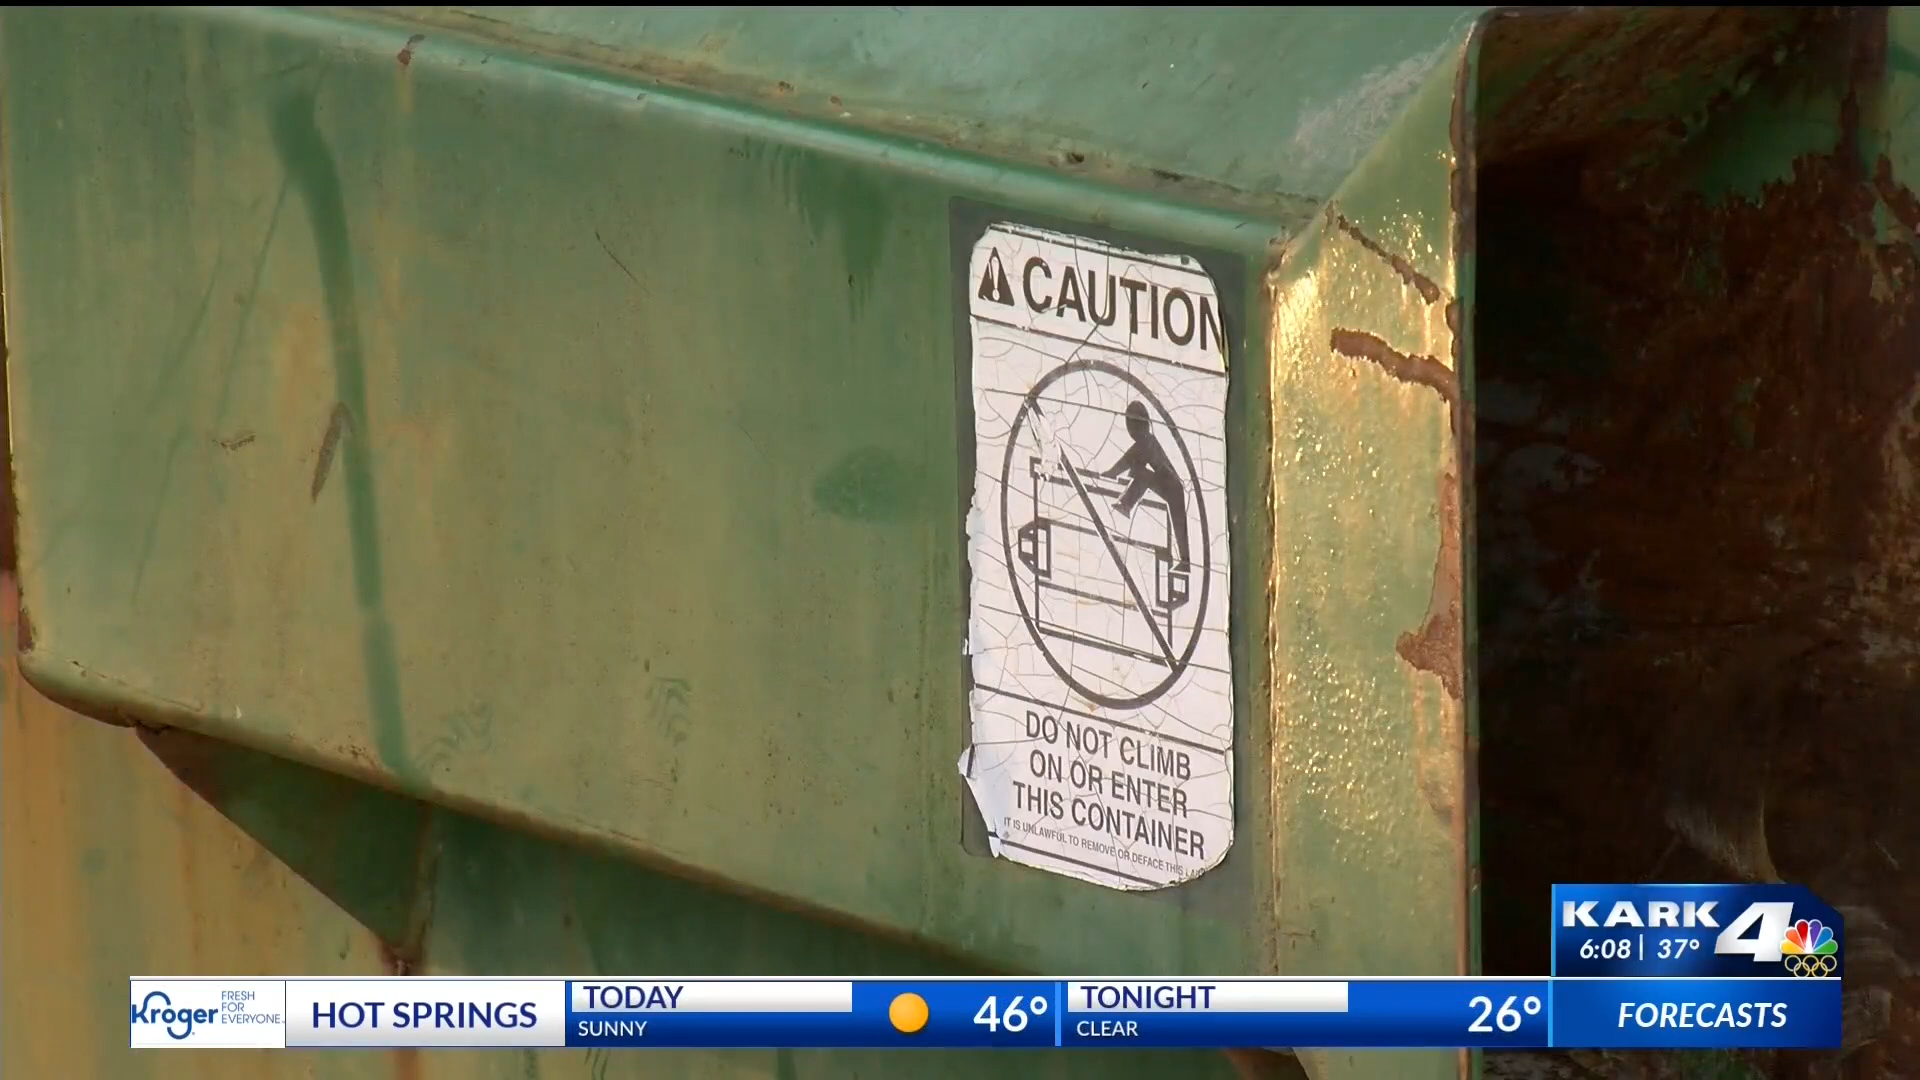 CAUTION
DO NOT CLIMB
ON OR ENTER
THIS CONTAINER
IT IS UNLAWFUL TO REMOVE OR DEFACE THIS
KARK 4
6:08 | 37°
Kroger
FRESH
FOR
EVERYONE
HOT SPRINGS
TODAY
SUNNY
46°
TONIGHT
CLEAR
26°
FORECASTS